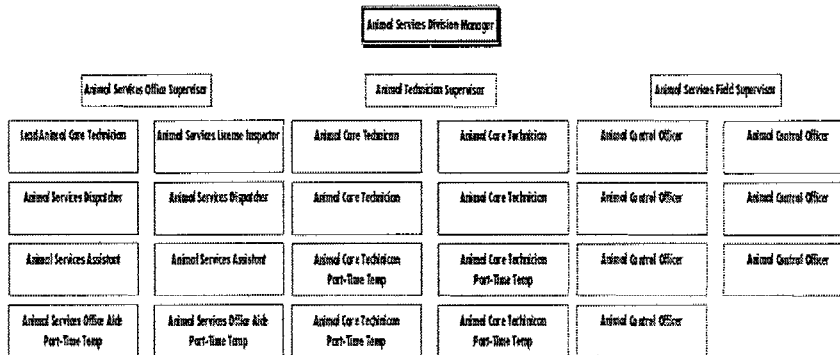 Animal Services Division Manager
Animal Services Office Supervisor
Animal Technician Supervisor
Animal Services Field Supervisor
Lead Animal Care Technician
Animal Services License Inspector
Animal Care Technician
Animal Care Technician
Animal Control Officer
Animal Control Officer
Animal Services Dispatcher
Animal Services Dispatcher
Animal Care Technician
Animal Care Technician
Animal Control Officer
Animal Control Officer
Animal Services Assistant
Animal Services Assistant
Animal Care Technician
Part-Time Temp
Animal Care Technician
Part-Time Temp
Animal Control Officer
Animal Control Officer
Animal Services Office Aide
Part-Time Temp
Animal Services Office Aide
Part-Time Temp
Animal Care Technician
Part-Time Temp
Animal Care Technician
Part-Time Temp
Animal Control Officer